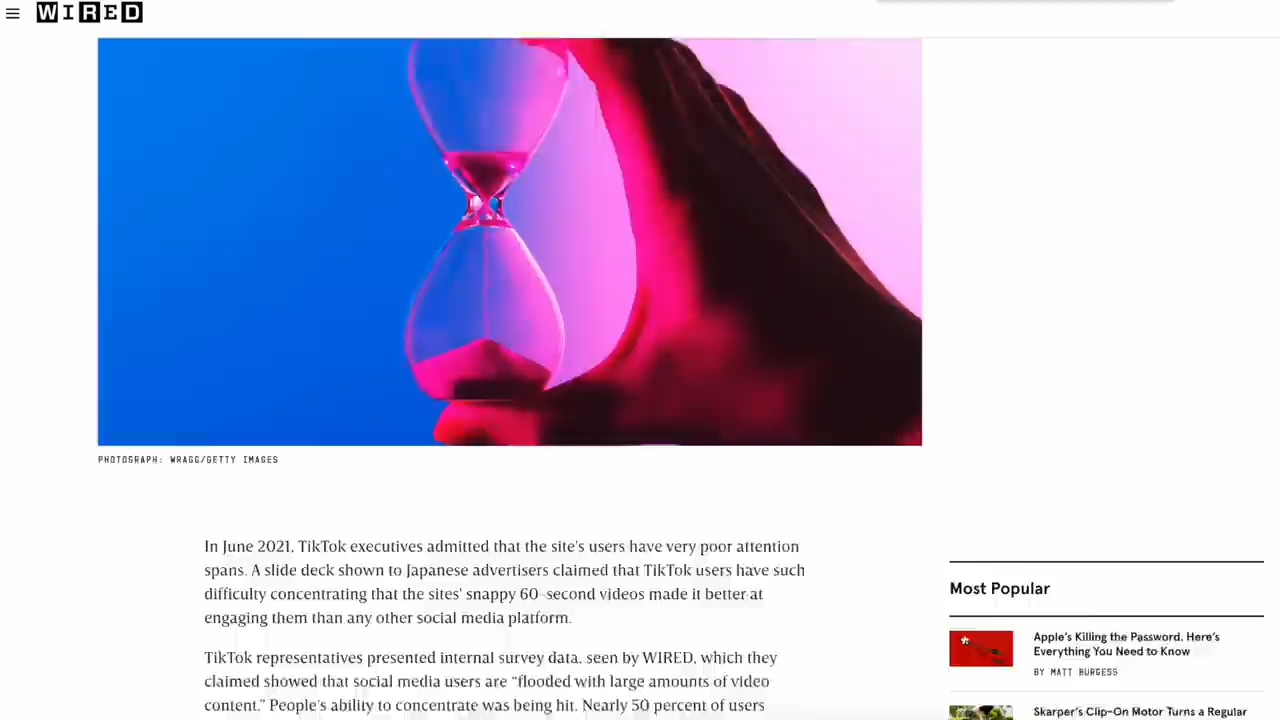 WIRED
PHOTOGRAPH: WRAGG/GETTY IMAGES
In June 2021, TikTok executives admitted that the site's users have very poor attention
spans. A slide deck shown to Japanese advertisers claimed that TikTok users have such
difficulty concentrating that the sites' snappy 60-second videos made it better at
engaging them than any other social media platform.
TikTok representatives presented internal survey data, seen by WIRED, which they
claimed showed that social media users are “flooded with large amounts of video
content.” People's ability to concentrate was being hit. Nearly 50 percent of users
Most Popular
Apple's Killing the Password. Here's
Everything You Need to Know
BY MATT BURGESS
Skarper's Clip-On Motor Turns a Regular